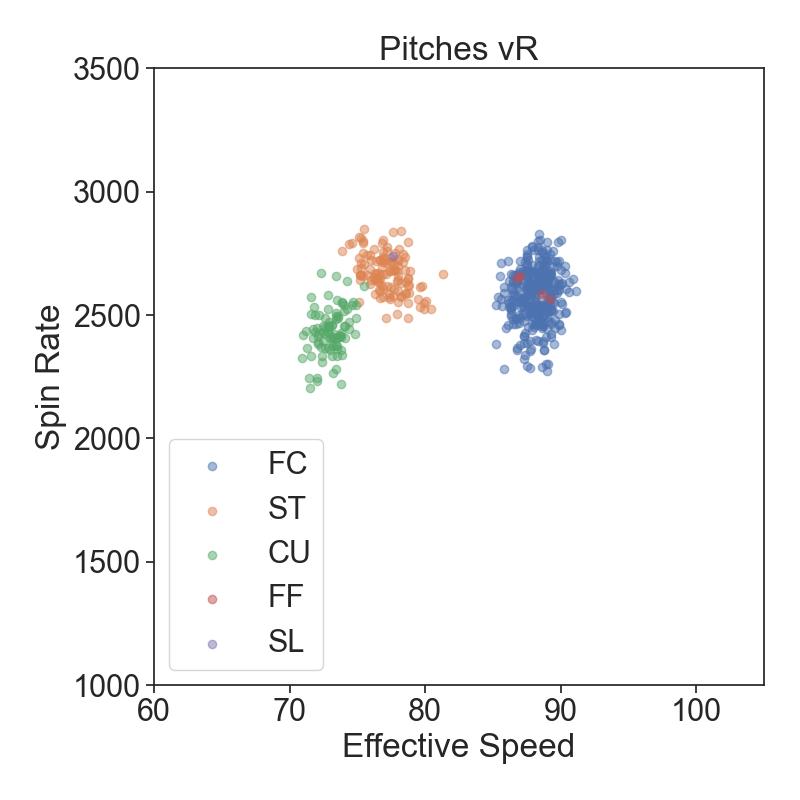 Pitches vR
3500
3000
2500
2000
1500
1000
Spin Rate
FC
ST
CU
FF
SL
60 70 80 90 100
Effective Speed